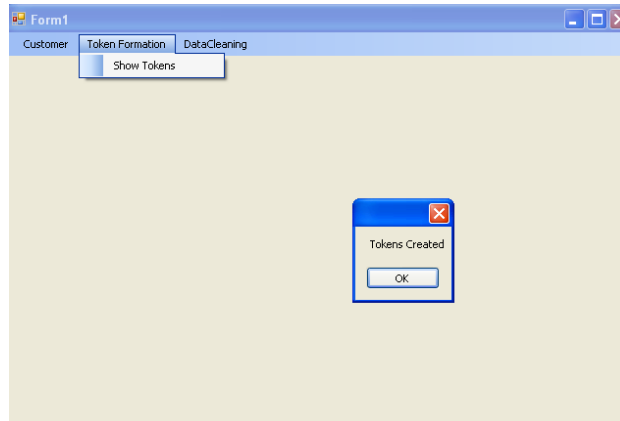 Form1
Customer Token Formation DataCleaning
Show Tokens
Tokens Created
OK